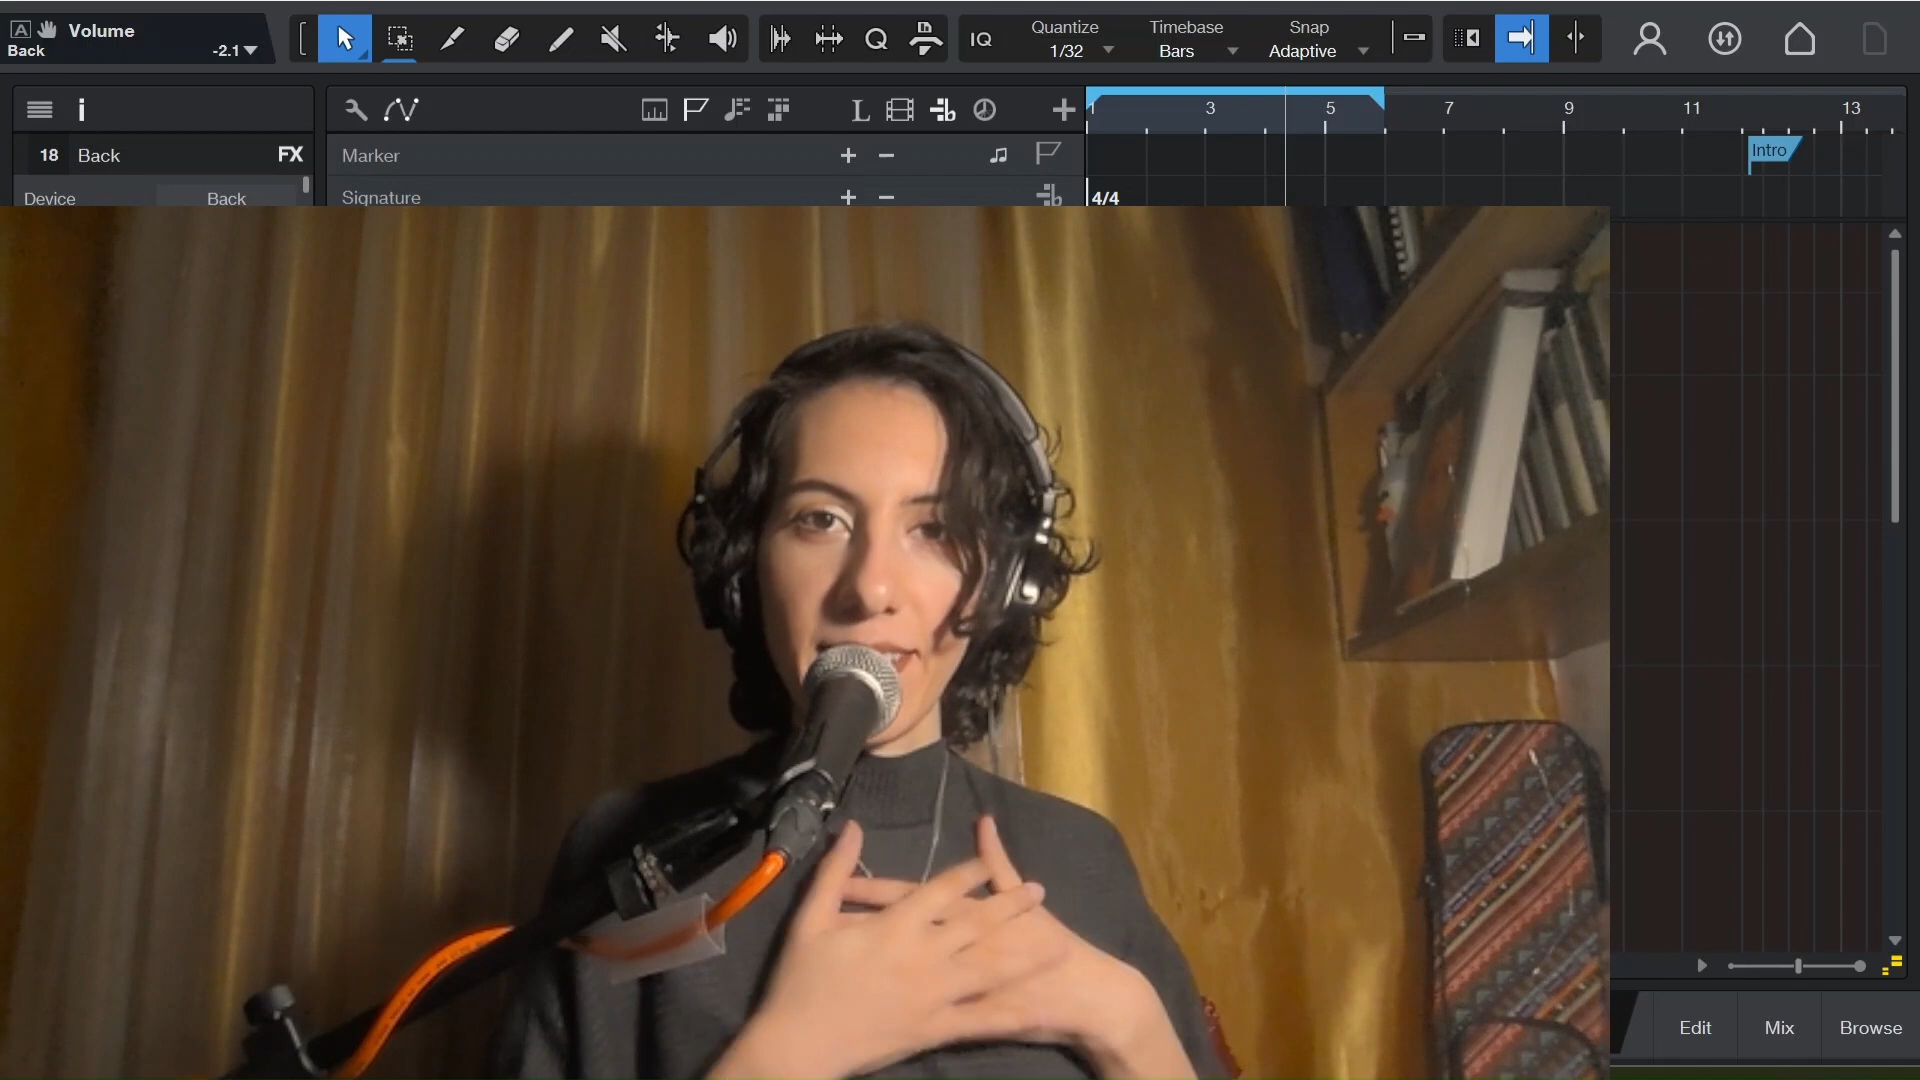 A
Volume
Back
-2.1
Q
IQ
Quantize
1/32
Timebase
Bars
Snap
Adaptive
i
L
1
3
5
7
9
11
13
18
Back
FX
Marker
Intro
Device
Back
Signature
4/4
Edit
Mix
Browse